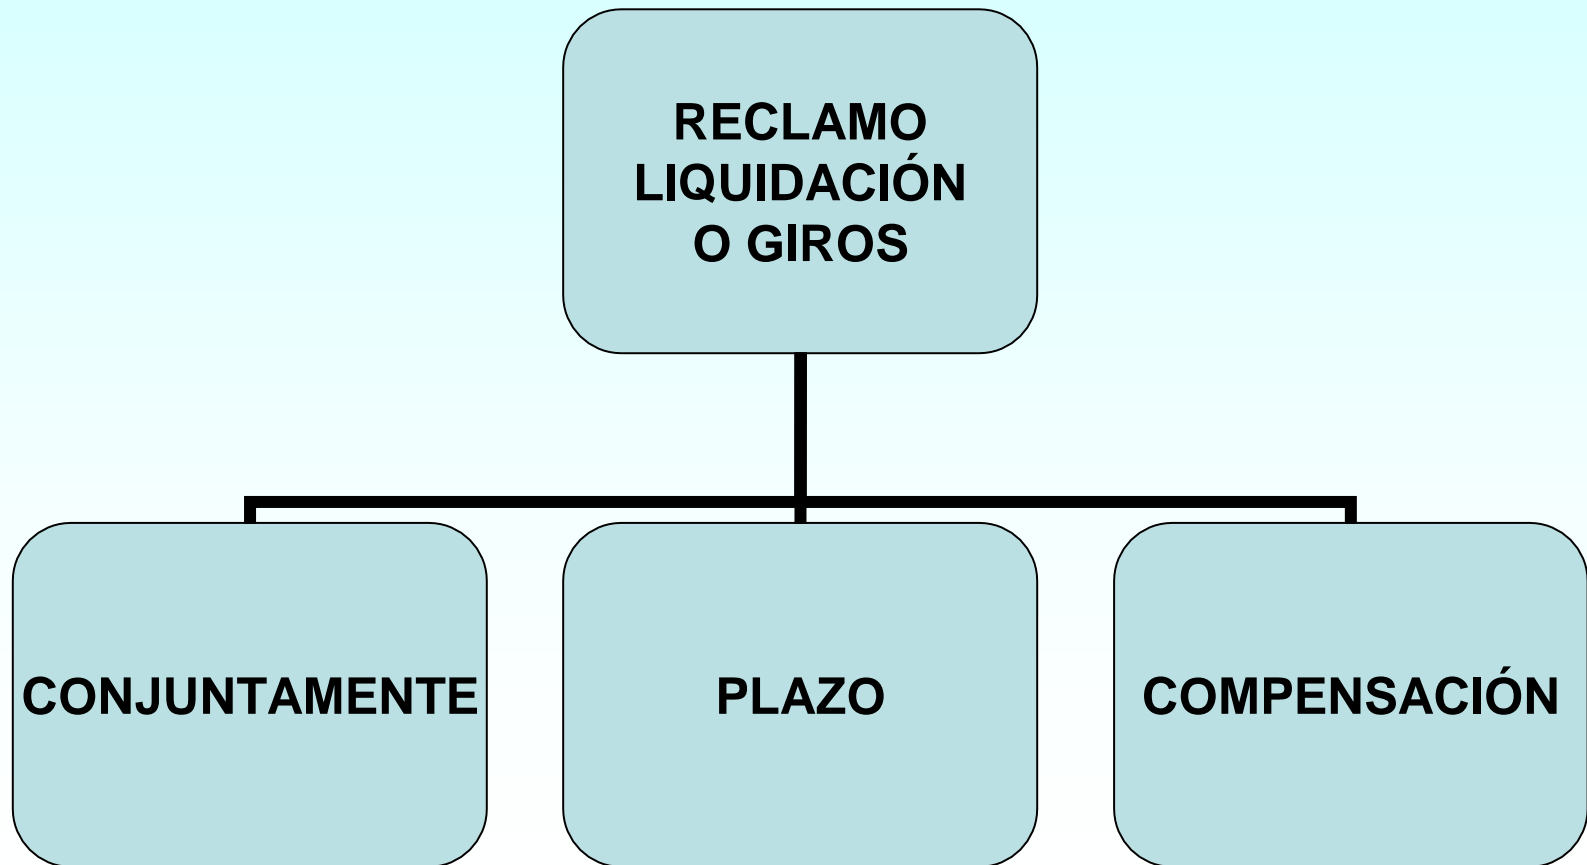 RECLAMO
LIQUIDACIÓN
O GIROS
CONJUNTAMENTE
PLAZO
COMPENSACIÓN